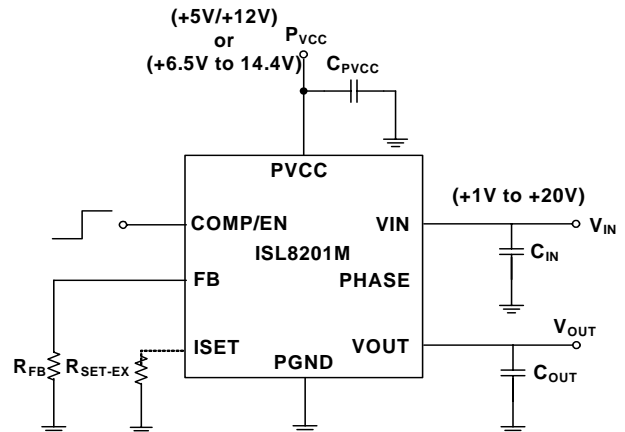 (+5V/+12V)
or
(+6.5V to 14.4V)
PVCC
CPVCC
PVCC
(+1V to +20V)
COMP/EN
VIN
VIN
ISL8201M
CIN
FB
PHASE
VOUT
ISET
VOUT
RFB
RSET-EX
PGND
COUT